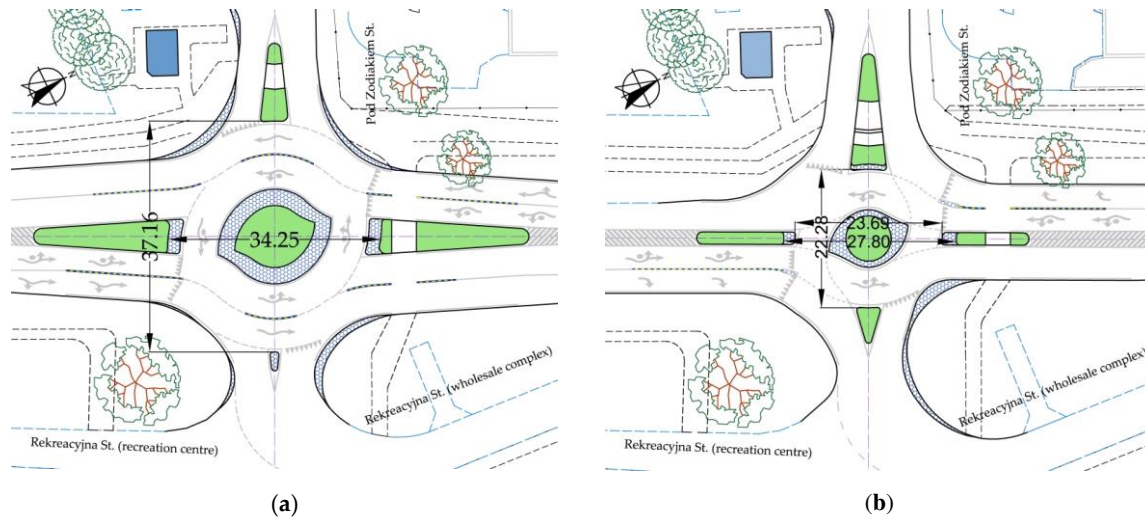 Pod Zodiakiem St.
37.16
34.25
Rekreacyjna St. (wholesale complex)
Rekreacyjna St. (recreation centre)
(a)
Pod Zodiakiem St.
22.28
23.69
27.80
Rekreacyjna St. (wholesale complex)
Rekreacyjna St. (recreation centre)
(b)